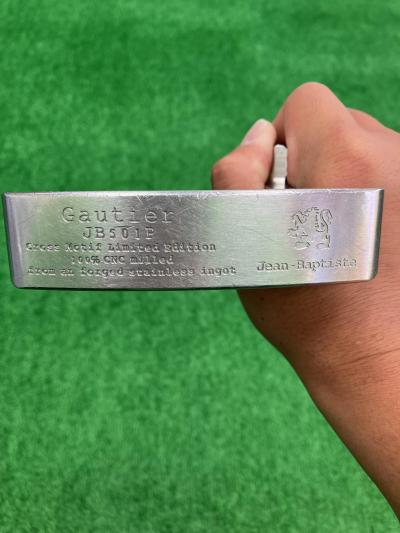 Gautier
JB501P
Cross Motif Limited Edition
100% CNC milled
from an forged stainless ingot
Jean-Baptiste